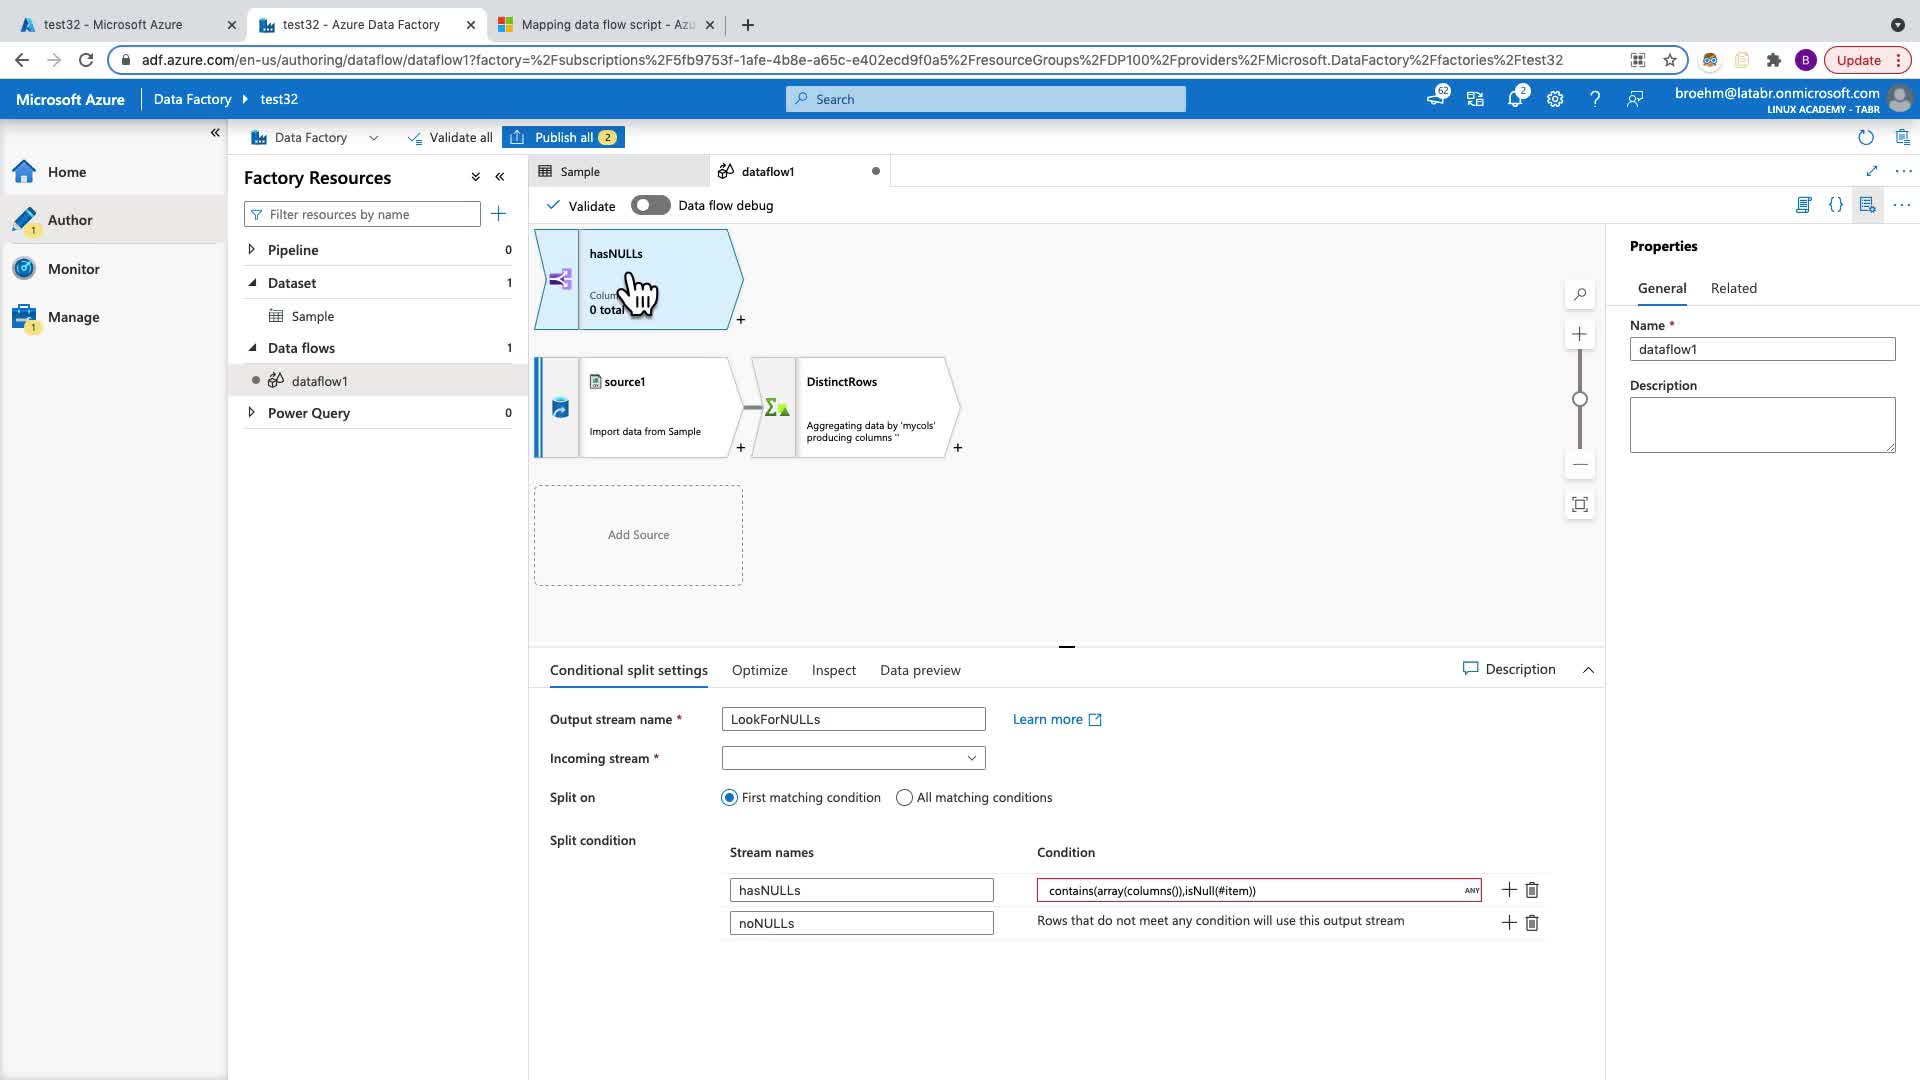 test32 - Microsoft Azure
test32 - Azure Data Factory
Mapping data flow script - Azu
adf.azure.com/en-us/authoring/dataflow/dataflow1?factory=%2Fsubscriptions%2F5fb9753f-1afe-4b8e-a65c-e402ecd9f0a5%2FresourceGroups%2FDP100%2Fproviders%2FMicrosoft.DataFactory%2Ffactories%2Ftest32
B
Update
Microsoft Azure
Data Factory
test32
Search
62
2
broehm@latabr.onmicrosoft.com
LINUX ACADEMY - TABR
Data Factory
Validate all
Publish all 2
Home
Author
1
Monitor
Manage
1
Factory Resources
Filter resources by name
Pipeline 0
Dataset 1
Sample
Data flows 1
dataflow1
Power Query 0
Sample
dataflow1
Validate
Data flow debug
hasNULLs
Colum
0 total
source1
Import data from Sample
DistinctRows
Aggregating data by 'mycols'
producing columns ''
Add Source
Properties
General
Related
Name *
dataflow1
Description
Conditional split settings
Optimize
Inspect
Data preview
Description
Output stream name *
LookForNULLs
Learn more
Incoming stream *
Split on
First matching condition
All matching conditions
Split condition
Stream names
Condition
hasNULLs
contains(array(columns()),isNull(#item))
ANY
noNULLs
Rows that do not meet any condition will use this output stream